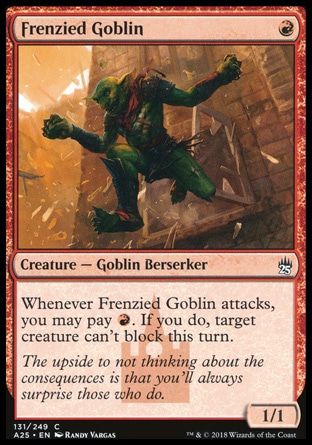 Frenzied Goblin
Creature — Goblin Berserker
25
Whenever Frenzied Goblin attacks,
you may pay . If you do, target
creature can't block this turn.
The upside to not thinking about the
consequences is that you'll always
surprise those who do.
1/1
131/249 C
A25 • EN Randy Vargas
™ & © 2018 Wizards of the Coast